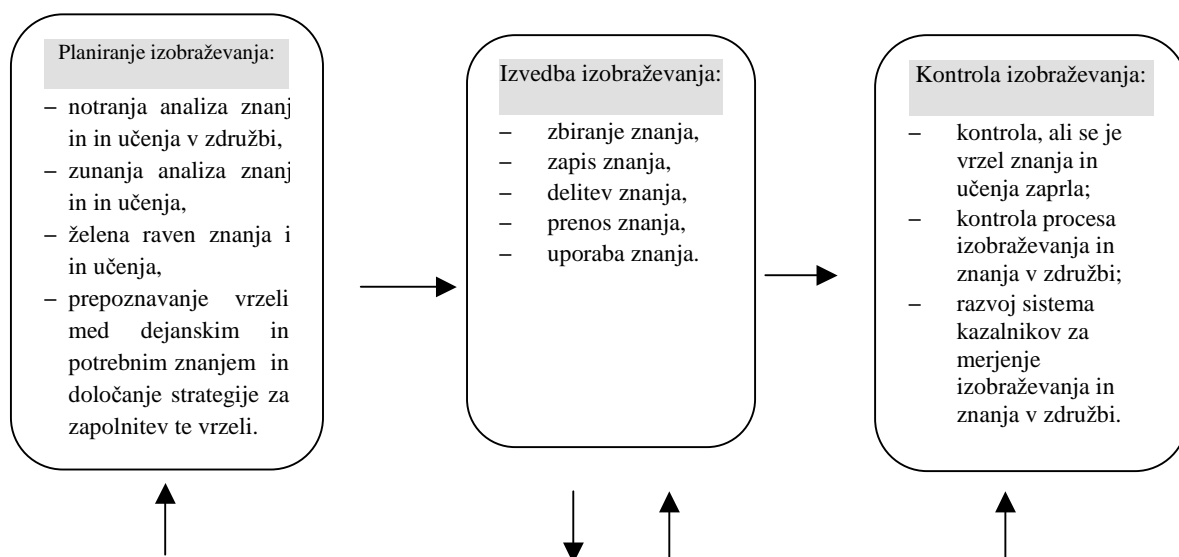 Planiranje izobraževanja:
– notranja analiza znanj
in in učenja v združbi,
– zunanja analiza znanj
in in učenja,
– želena raven znanja i
in učenja,
– prepoznavanje vrzeli
med dejanskim in
potrebnim znanjem in
določanje strategije za
zapolnitev te vrzeli.
Izvedba izobraževanja:
– zbiranje znanja,
– zapis znanja,
– delitev znanja,
– prenos znanja,
– uporaba znanja.
Kontrola izobraževanja:
– kontrola, ali se je
vrzel znanja in
učenja zaprla;
– kontrola procesa
izobraževanja in
znanja v združbi;
– razvoj sistema
kazalnikov za
merjenje
izobraževanja in
znanja v združbi.